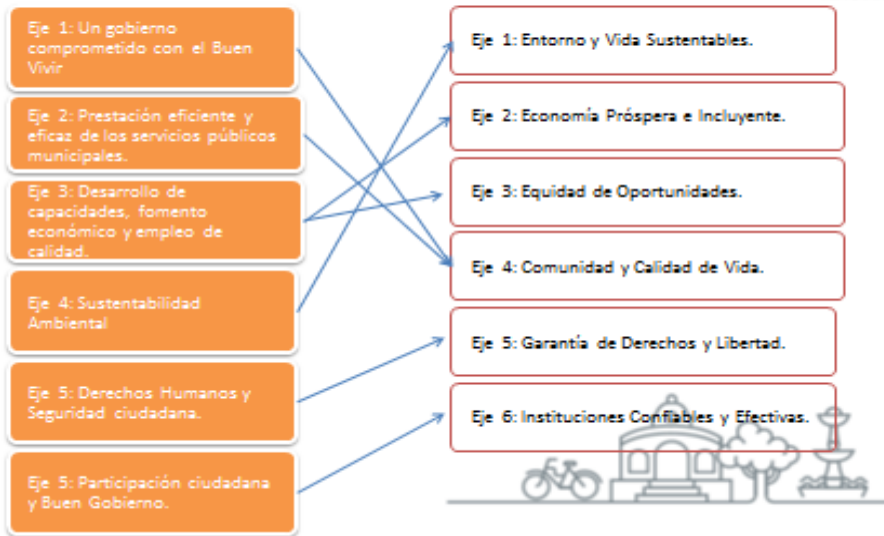 Eje 1: Un gobierno
comprometido con el Buen
Vivir
Eje 2: Prestación eficiente y
eficaz de los servicios públicos
municipales.
Eje 3: Desarrollo de
capacidades, fomento
económico y empleo de
calidad.
Eje 4: Sustentabilidad
Ambiental
Eje 5: Derechos Humanos y
Seguridad ciudadana.
Eje 5: Participación ciudadana
y Buen Gobierno.
Eje 1: Entorno y Vida Sustentables.
Eje 2: Economía Próspera e Incluyente.
Eje 3: Equidad de Oportunidades.
Eje 4: Comunidad y Calidad de Vida.
Eje 5: Garantía de Derechos y Libertad.
Eje 6: Instituciones Confiables y Efectivas.